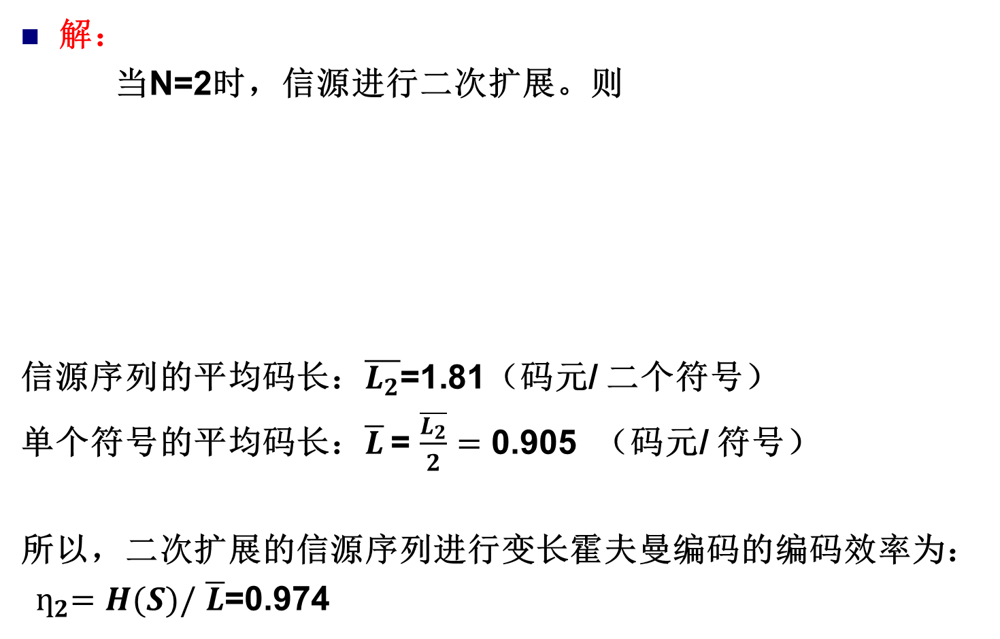 解：
当N=2时，信源进行二次扩展。则
信源序列的平均码长：$\overline{L_2}$=1.81（码元/ 二个符号）
单个符号的平均码长：$\overline{L}$ = $\frac{\overline{L_2}}{2}$ = 0.905 （码元/ 符号）
所以，二次扩展的信源序列进行变长霍夫曼编码的编码效率为：
η₂= H(S)/ $\overline{L}$=0.974